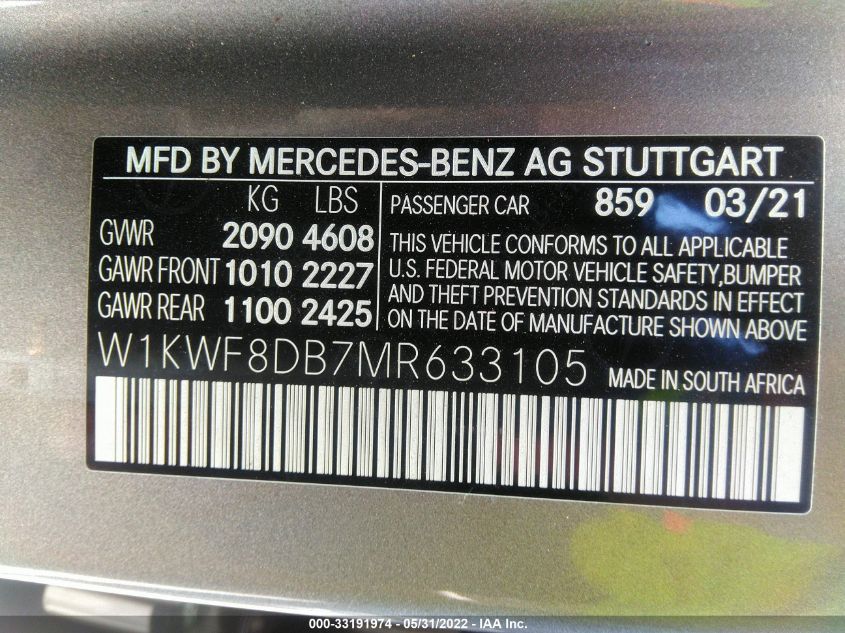 MFD BY MERCEDES-BENZ AG STUTTGART
KG LBS
GVWR 2090 4608
GAWR FRONT 1010 2227
GAWR REAR 1100 2425
PASSENGER CAR 859 03/21
THIS VEHICLE CONFORMS TO ALL APPLICABLE
U.S. FEDERAL MOTOR VEHICLE SAFETY,BUMPER
AND THEFT PREVENTION STANDARDS IN EFFECT
ON THE DATE OF MANUFACTURE SHOWN ABOVE
W1KWF8DB7MR633105 MADE IN SOUTH AFRICA
000-33191974 - 05/31/2022 - IAA Inc.